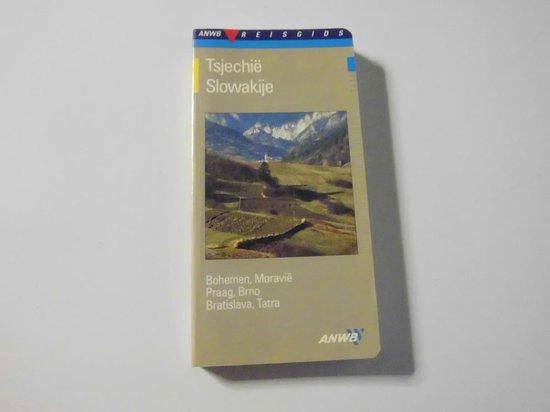 ANWB REISGIDS
Tsjechië
Slowakije
Bohemen, Moravië
Praag, Brno
Bratislava, Tatra
ANWB